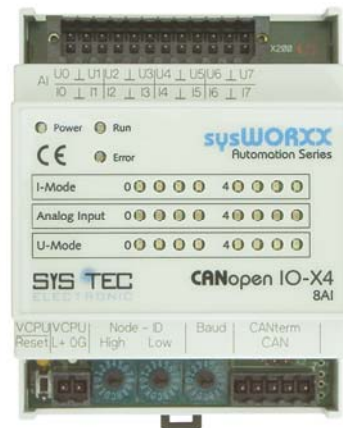 X200
AI U0 ⊥ U1 U2 ⊥ U3 U4 ⊥ U5 U6 ⊥ U7
I0 ⊥ I1 I2 ⊥ I3 I4 ⊥ I5 I6 ⊥ I7
Power Run
CE Error
sysWORXX
Automation Series
I-Mode 0 4
Analog Input 0 4
U-Mode 0 4
SYS TEC
ELECTRONIC
CANopen IO-X4
8AI
VCPU VCPU Node - ID Baud CANterm
Reset L+ 0G High Low CAN